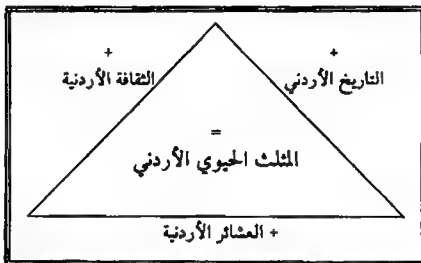 +
التاريخ الأردني
+
الثقافة الأردنية
=
المثلث الحيوي الأردني
+ العشائر الأردنية